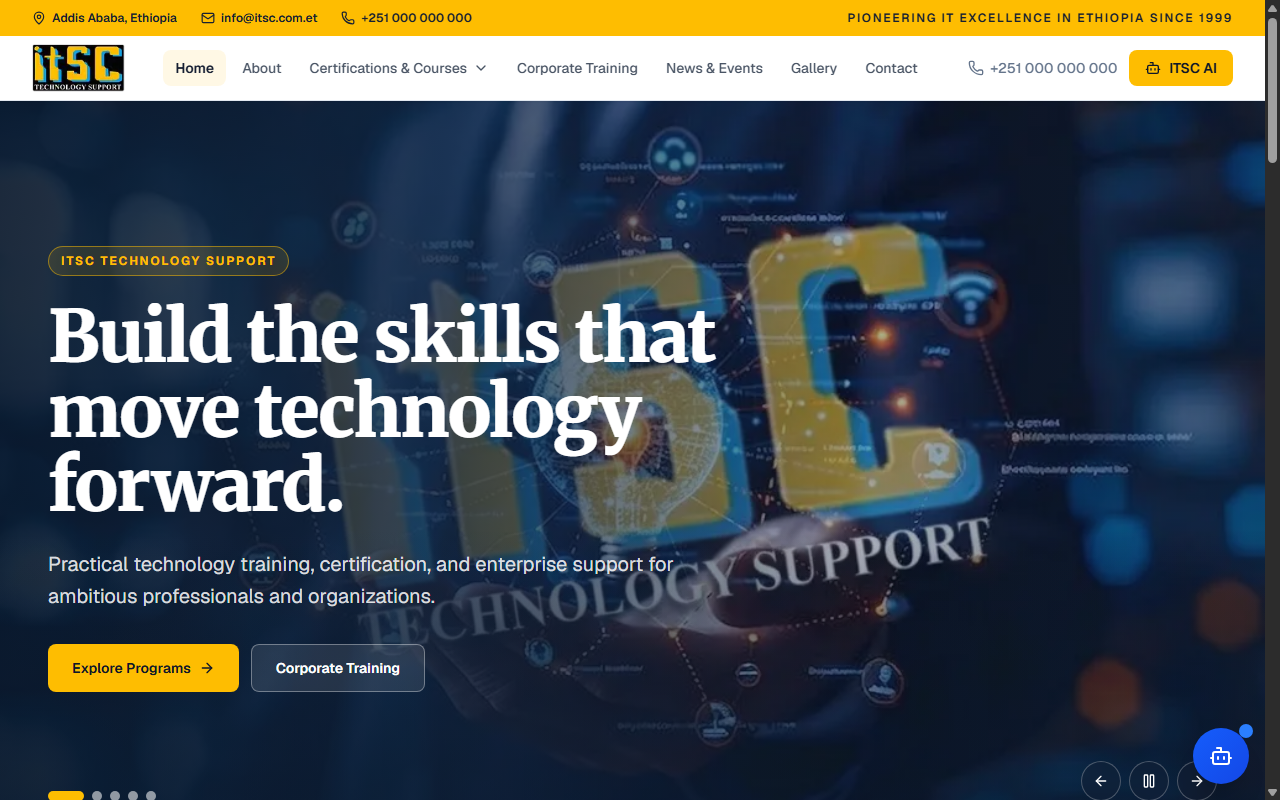 Addis Ababa, Ethiopia
info@itsc.com.et
+251 000 000 000
PIONEERING IT EXCELLENCE IN ETHIOPIA SINCE 1999
itSC
TECHNOLOGY SUPPORT
Home
About
Certifications & Courses
Corporate Training
News & Events
Gallery
Contact
+251 000 000 000
ITSC AI
ITSC TECHNOLOGY SUPPORT
Build the skills that
move technology
forward.
itSC
TECHNOLOGY SUPPORT
Practical technology training, certification, and enterprise support for
ambitious professionals and organizations.
Explore Programs
Corporate Training